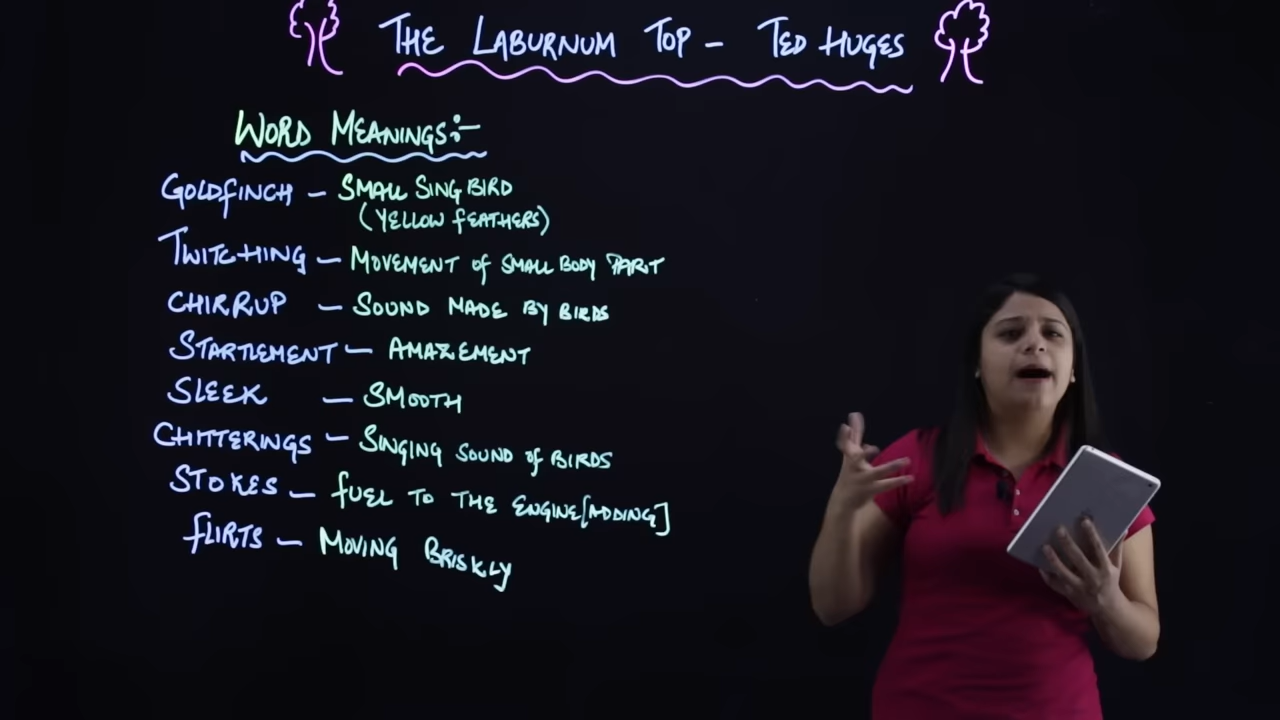 THE LABURNUM TOP - TED HUGES
WORD MEANINGS:-
GOLDFINCH - SMALL SINGBIRD
(YELLOW FEATHERS)
TWITCHING - MOVEMENT OF SMALL BODY PART
CHIRRUP - SOUND MADE BY BIRDS
STARTLEMENT - AMAZEMENT
SLEEK - SMOOTH
CHITTERINGS - SINGING SOUND OF BIRDS
STOKES - FUEL TO THE ENGINE [ADDING]
FLIRTS - MOVING BRISKLY